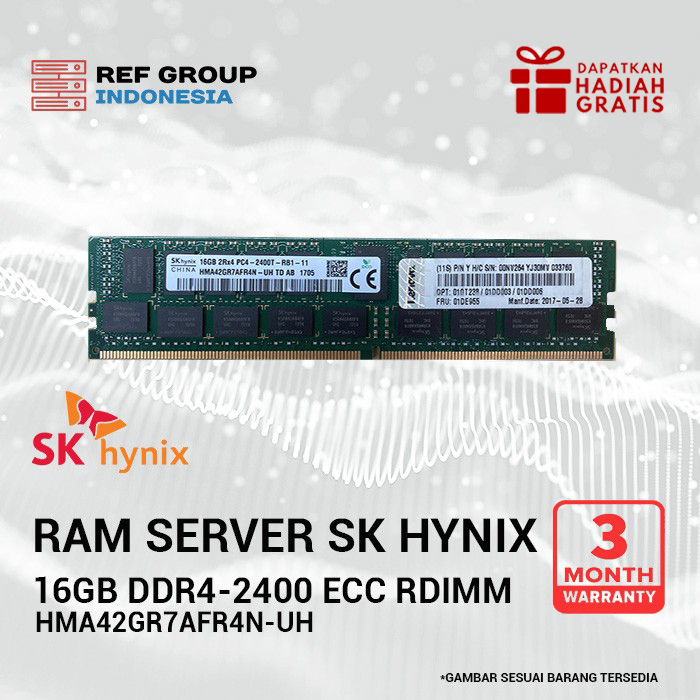 REF GROUP
INDONESIA
DAPATKAN
HADIAH
GRATIS
SK hynix
16GB 2Rx4 PC4-2400T-RB1-11
CHINA HMA42GR7AFR4N-UH TD AB 1705
(11S) P/N Y H/C S/N: 00NV264 YJ30MV 033760
OPT: 01GT228 / 01DD003 / 01DD006
FRU: 01DE955 Manf.Date: 2017-05-28
SK hynix
RAM SERVER SK HYNIX
16GB DDR4-2400 ECC RDIMM
HMA42GR7AFR4N-UH
3
MONTH
WARRANTY
*GAMBAR SESUAI BARANG TERSEDIA